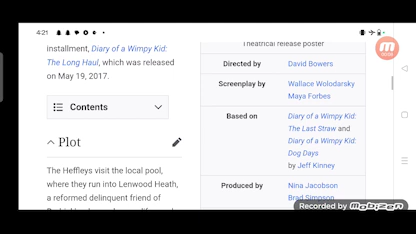 4:21
Theatrical release poster
installment, Diary of a Wimpy Kid:
The Long Haul, which was released
on May 19, 2017.
Contents
Plot
The Heffleys visit the local pool,
where they run into Lenwood Heath,
a reformed delinquent friend of
Directed by David Bowers
Screenplay by Wallace Wolodarsky
Maya Forbes
Based on Diary of a Wimpy Kid:
The Last Straw and
Diary of a Wimpy Kid:
Dog Days
by Jeff Kinney
Produced by Nina Jacobson
Brad Simpson
Recorded by Mobizen